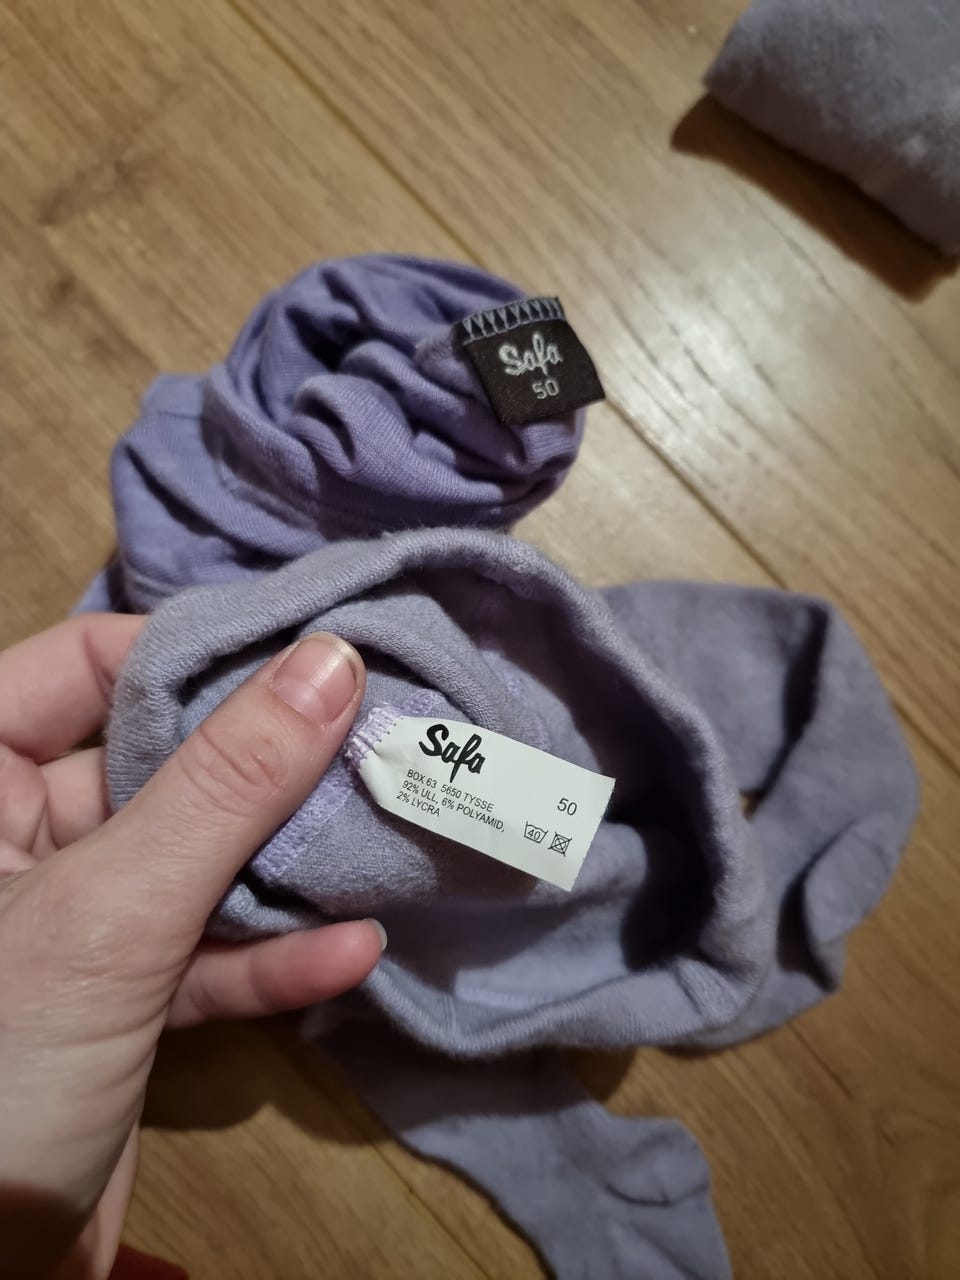 Safa
50
Safa
BOX 63 5650 TYSSE
92% ULL, 6% POLYAMID,
2% LYCRA
50
40